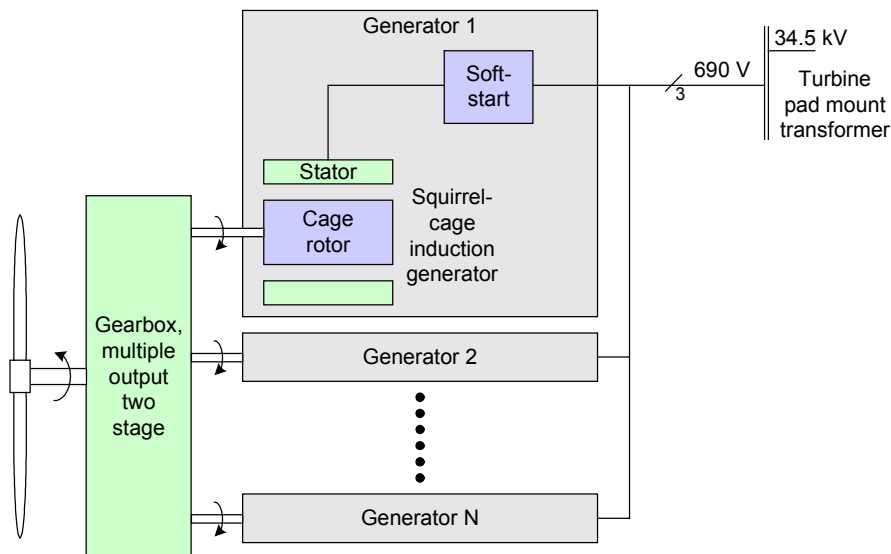 Generator 1
Soft-
start
690 V
3
34.5 kV
Turbine
pad mount
transformer
Stator
Cage
rotor
Squirrel-
cage
induction
generator
Gearbox,
multiple
output
two
stage
Generator 2
Generator N